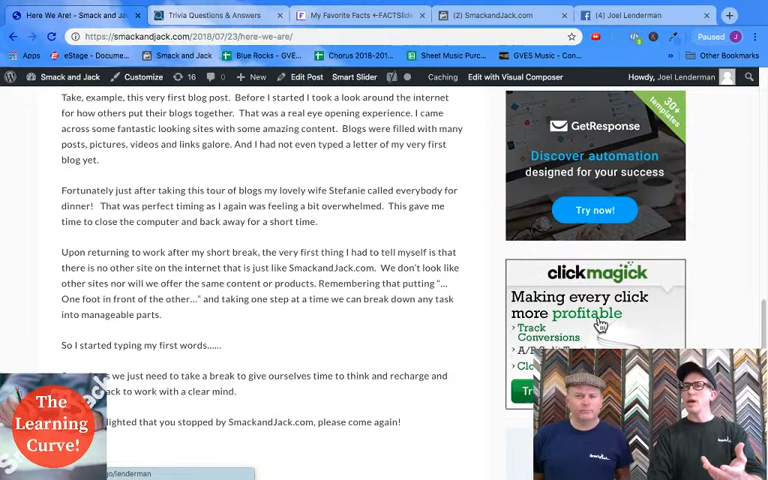 Here We Are! - Smack and Ja
Trivia Questions & Answers
My Favorite Facts ←FACTSlide
(2) SmackandJack.com
(4) Joel Lenderman
https://smackandjack.com/2018/07/23/here-we-are/
Paused
Apps
eStage - Docume...
Smack and Jack
Blue Rocks - GVE...
Chorus 2018-201...
Sheet Music Purc...
GVES Music - Con...
Other Bookmarks
Smack and Jack
Customize
16
0
New
Edit Post
Smart Slider
Caching
Edit with Visual Composer
Howdy, Joel Lenderman
Take, example, this very first blog post. Before I started I took a look around the internet
for how others put their blogs together. That was a real eye opening experience. I came
across some fantastic looking sites with some amazing content. Blogs were filled with many
posts, pictures, videos and links galore. And I had not even typed a letter of my very first
blog yet.
Fortunately just after taking this tour of blogs my lovely wife Stefanie called everybody for
dinner! That was perfect timing as I again was feeling a bit overwhelmed. This gave me
time to close the computer and back away for a short time.
Upon returning to work after my short break, the very first thing I had to tell myself is that
there is no other site on the internet that is just like SmackandJack.com. We don't look like
other sites nor will we offer the same content or products. Remembering that putting "...
One foot in front of the other..." and taking one step at a time we can break down any task
into manageable parts.
So I started typing my first words......
we just need to take a break to give ourselves time to think and recharge and
back to work with a clear mind.
lighted that you stopped by SmackandJack.com, please come again!
30+
templates
GetResponse
Discover automation
designed for your success
Try now!
clickmagick
Making every click
more profitable
› Track
Conversions
The
Learning
Curve!
go/lenderman